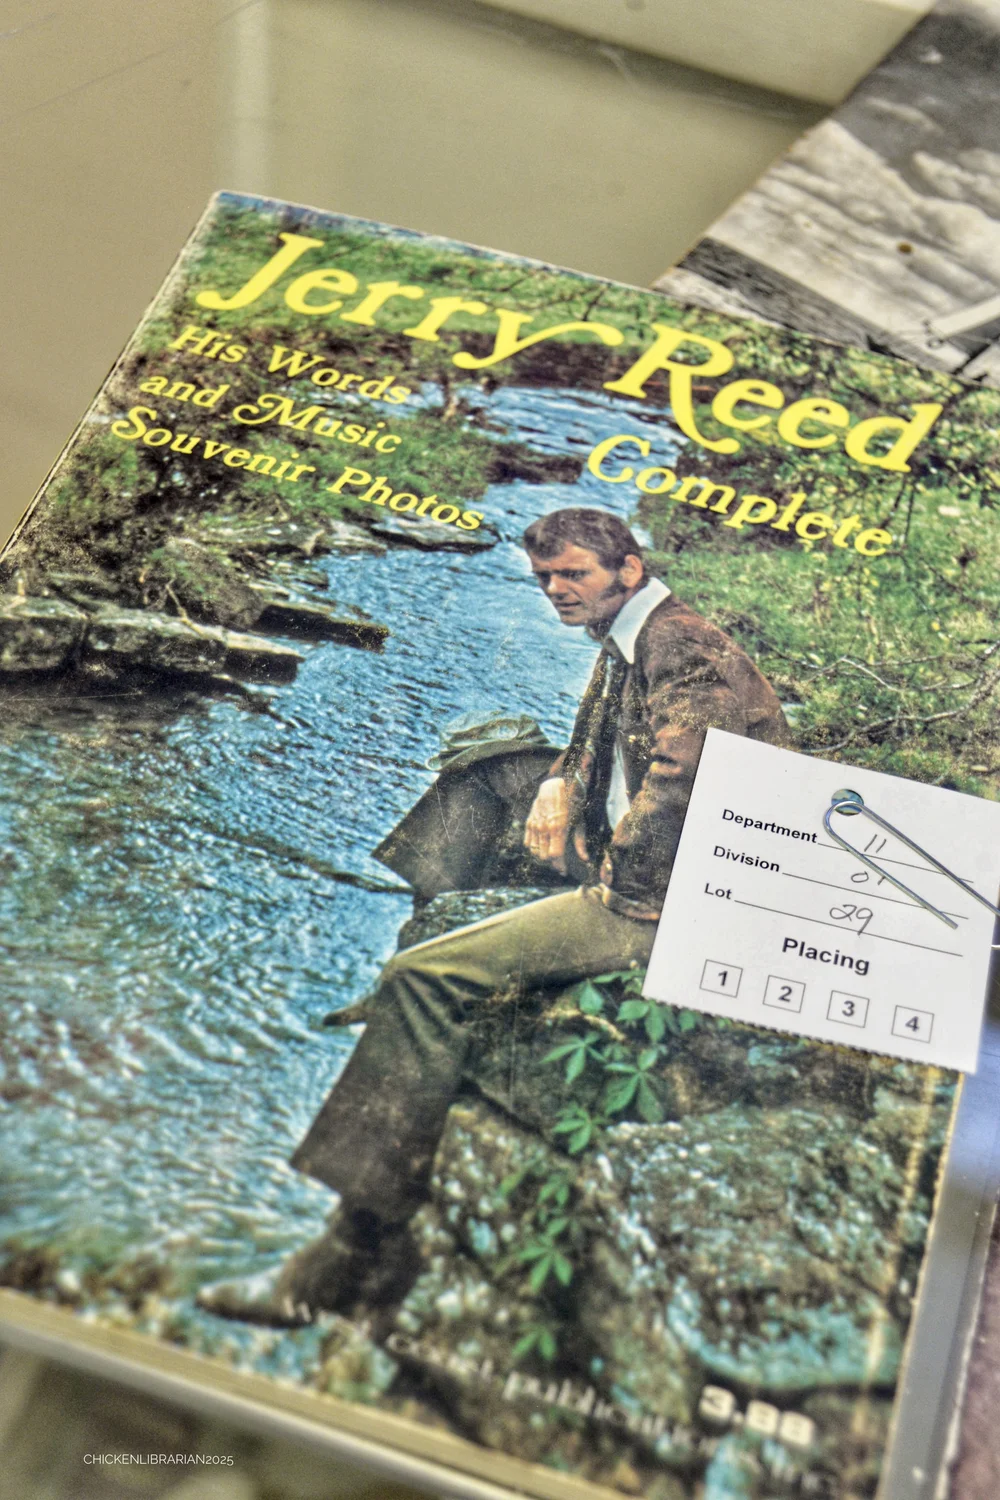 Jerry Reed
Complete
His Words
and Music
Souvenir Photos
Department 11
Division 01
Lot 29
Placing
1 2 3 4
3.
CHICKENLIBRARIAN2025